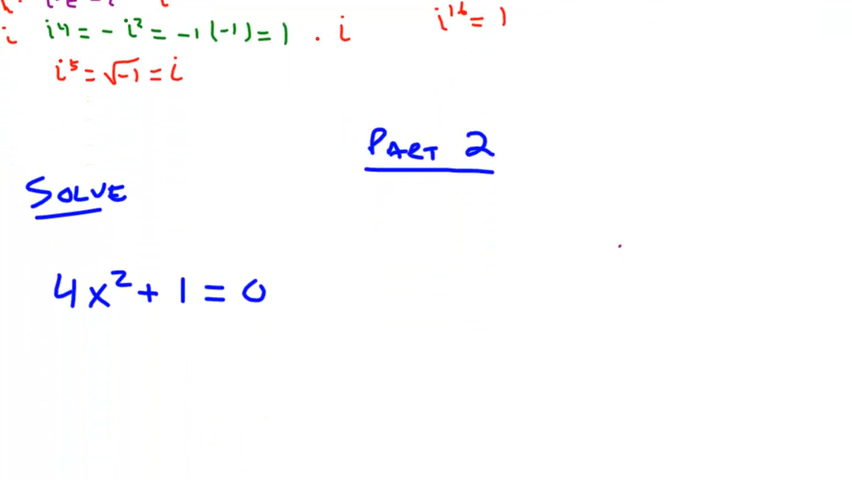 i⁴ = - i² = -1 (-1) = 1 · i
i¹⁶ = 1
i
i⁵ = √-1 = i
PART 2
SOLVE
4x² + 1 = 0